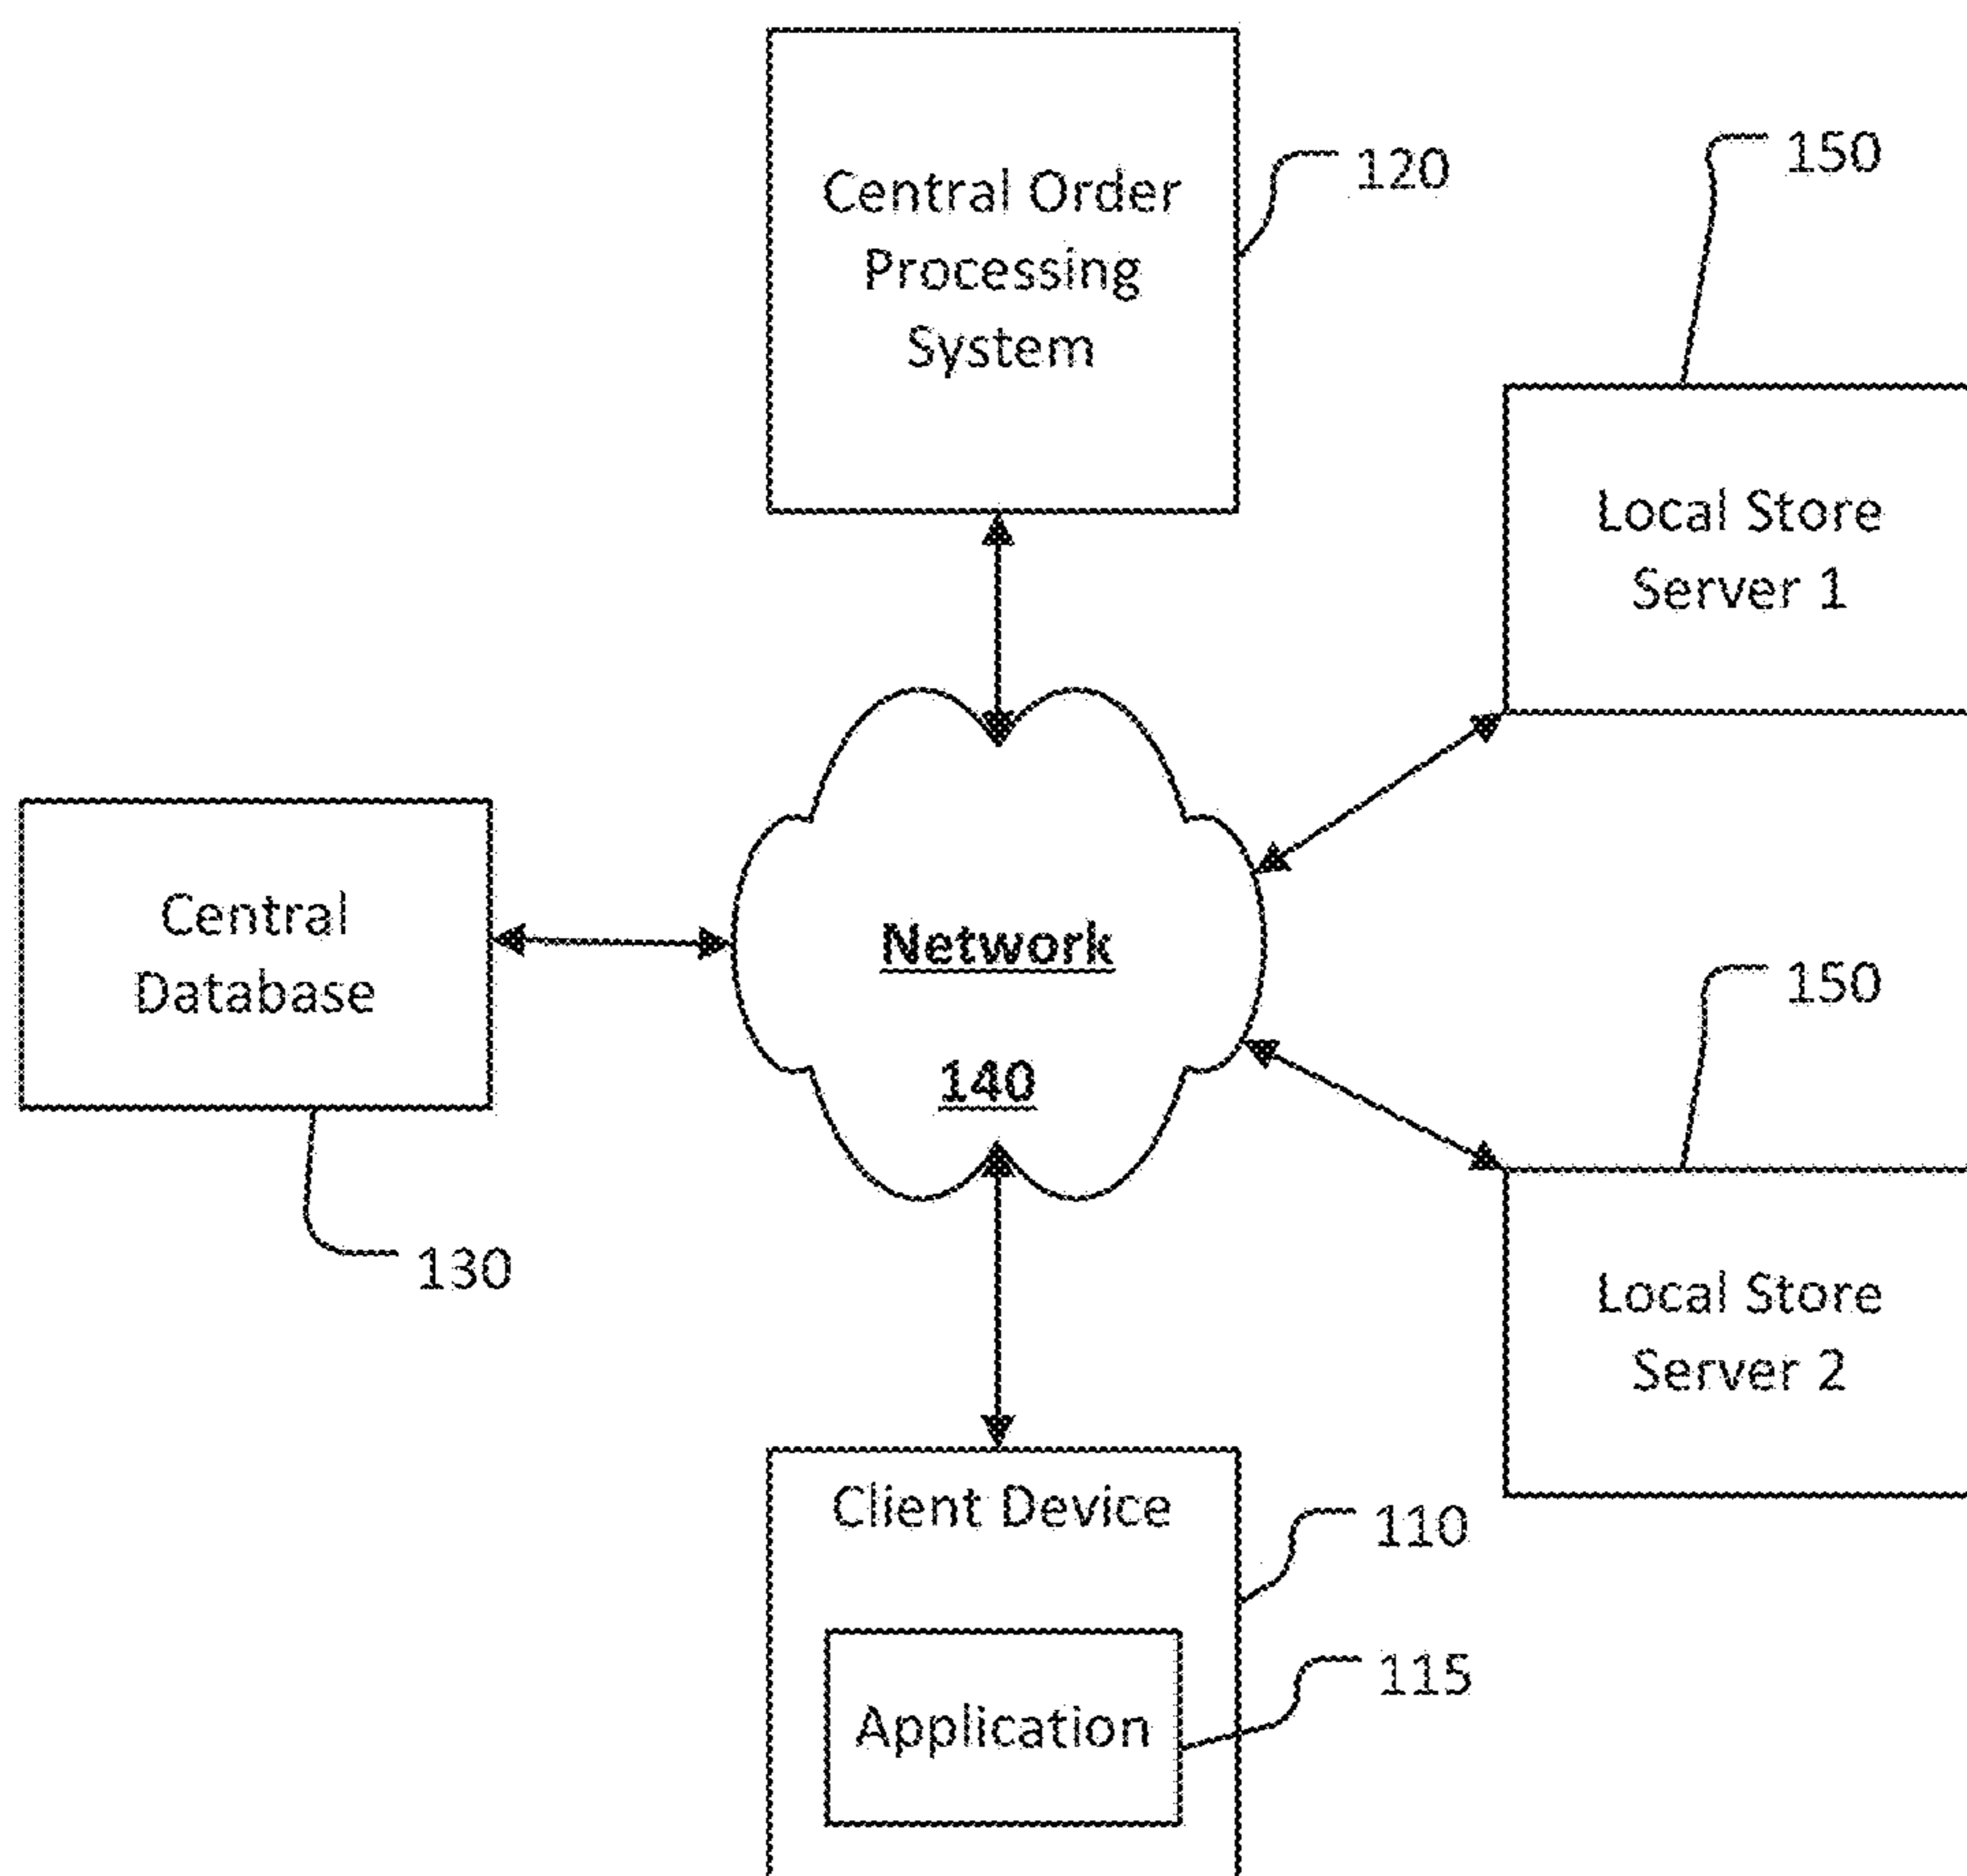 Central Order
Processing
System
120
150
Local Store
Server 1
Central
Database
130
Network
140
150
Local Store
Server 2
Client Device
110
Application
115